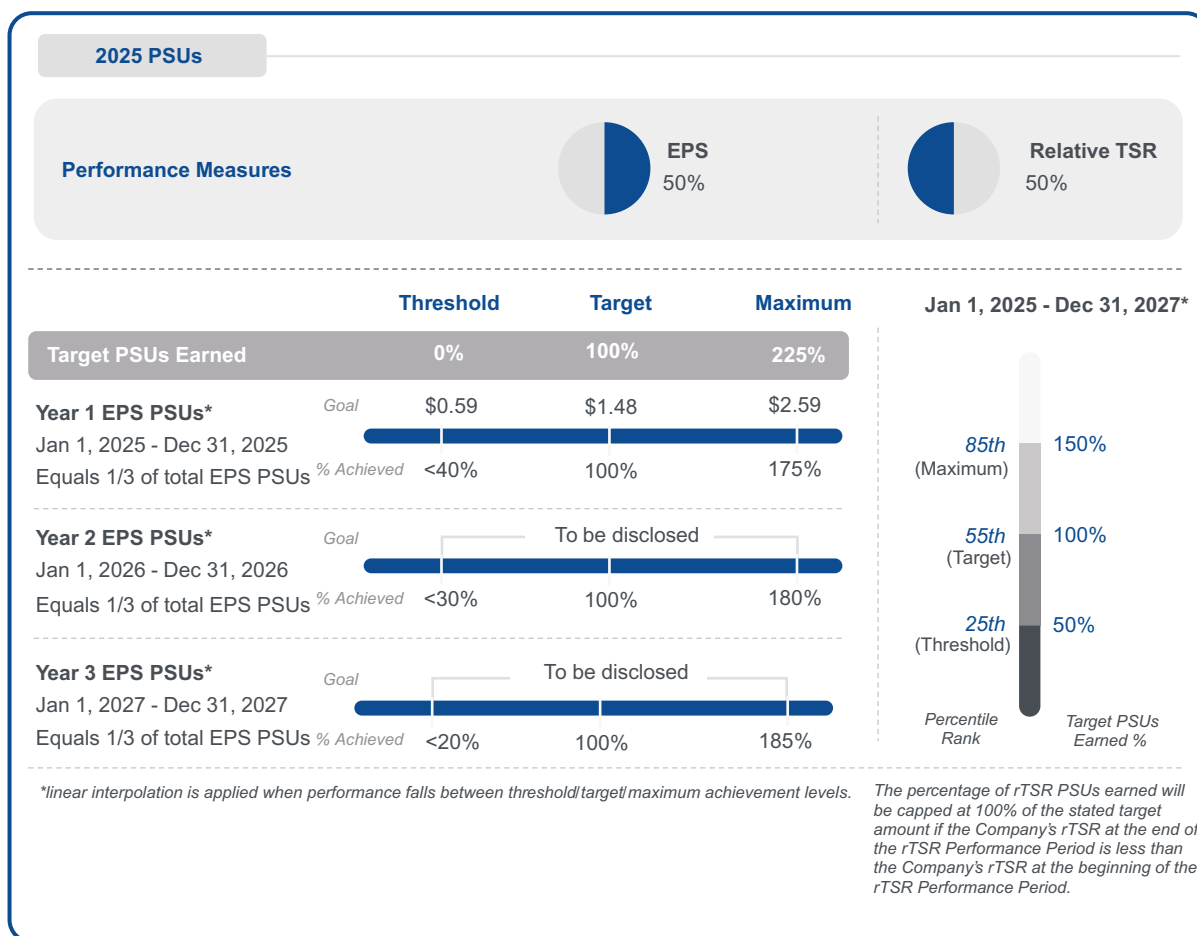 2025 PSUs
Performance Measures
EPS
50%
Relative TSR
50%
Threshold Target Maximum
Target PSUs Earned 0% 100% 225%
Year 1 EPS PSUs* Goal $0.59 $1.48 $2.59
Jan 1, 2025 - Dec 31, 2025
Equals 1/3 of total EPS PSUs % Achieved <40% 100% 175%
Year 2 EPS PSUs* Goal To be disclosed
Jan 1, 2026 - Dec 31, 2026
Equals 1/3 of total EPS PSUs % Achieved <30% 100% 180%
Year 3 EPS PSUs* Goal To be disclosed
Jan 1, 2027 - Dec 31, 2027
Equals 1/3 of total EPS PSUs % Achieved <20% 100% 185%
*linear interpolation is applied when performance falls between threshold/target/maximum achievement levels.
Jan 1, 2025 - Dec 31, 2027*
85th 150%
(Maximum)
55th 100%
(Target)
25th 50%
(Threshold)
Percentile
Rank
Target PSUs
Earned %
The percentage of rTSR PSUs earned will
be capped at 100% of the stated target
amount if the Company's rTSR at the end of
the rTSR Performance Period is less than
the Company's rTSR at the beginning of the
rTSR Performance Period.